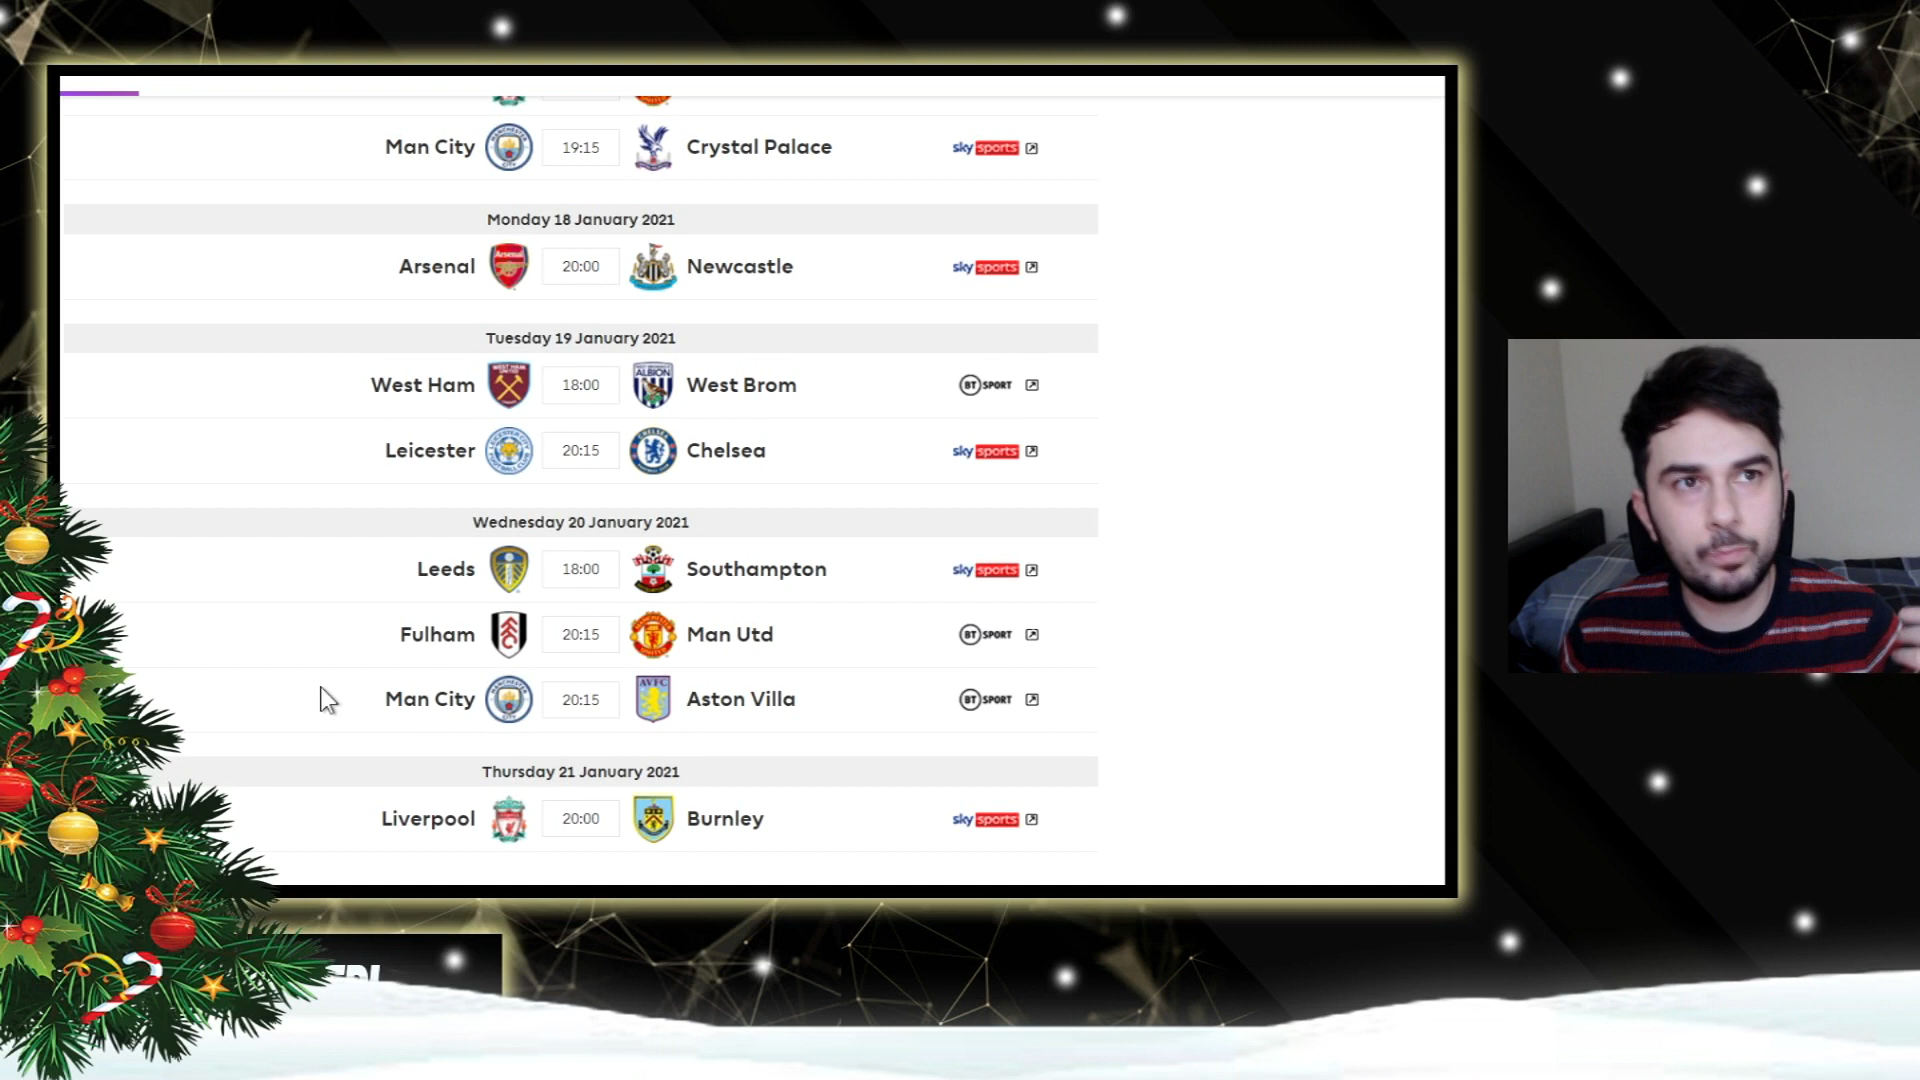 Man City 19:15 Crystal Palace sky sports
Monday 18 January 2021
Arsenal 20:00 Newcastle sky sports
Tuesday 19 January 2021
West Ham 18:00 West Brom BT SPORT
Leicester 20:15 Chelsea sky sports
Wednesday 20 January 2021
Leeds 18:00 Southampton sky sports
Fulham 20:15 Man Utd BT SPORT
Man City 20:15 Aston Villa BT SPORT
Thursday 21 January 2021
Liverpool 20:00 Burnley sky sports